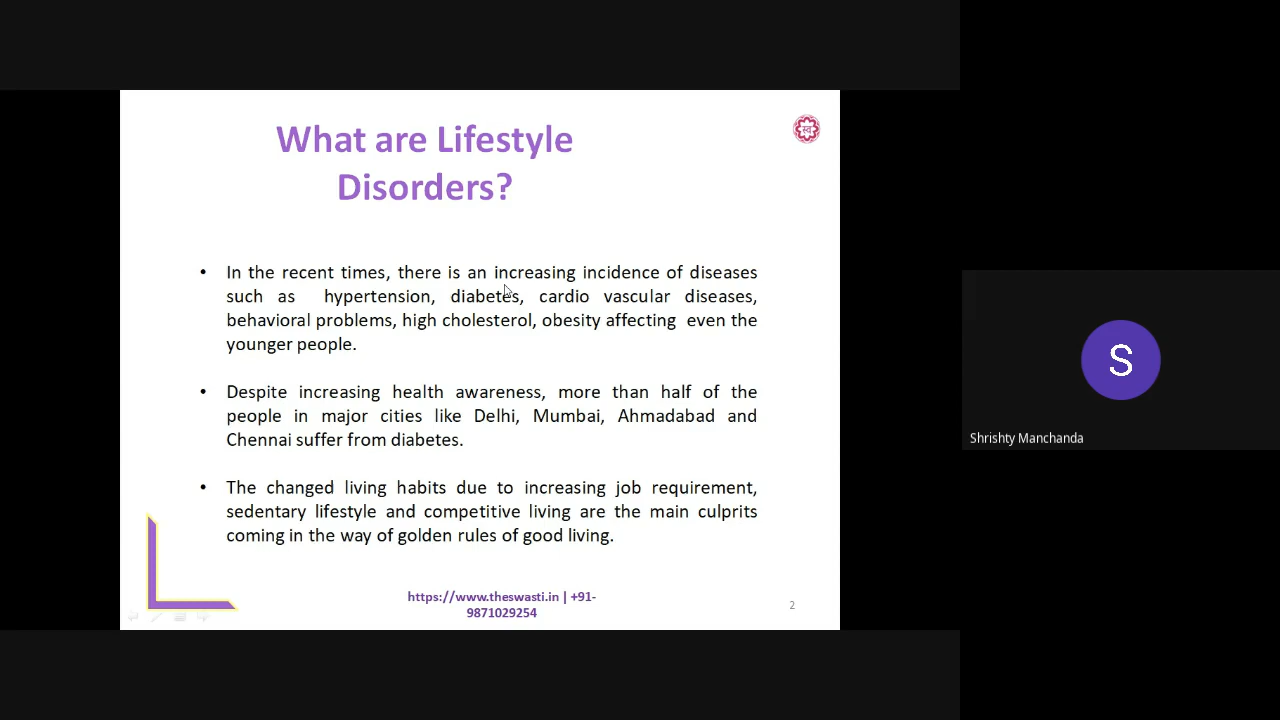 What are Lifestyle
Disorders?
• In the recent times, there is an increasing incidence of diseases
such as hypertension, diabetes, cardio vascular diseases,
behavioral problems, high cholesterol, obesity affecting even the
younger people.
• Despite increasing health awareness, more than half of the
people in major cities like Delhi, Mumbai, Ahmadabad and
Chennai suffer from diabetes.
• The changed living habits due to increasing job requirement,
sedentary lifestyle and competitive living are the main culprits
coming in the way of golden rules of good living.
https://www.theswasti.in | +91-
9871029254
2
S
Shrishty Manchanda